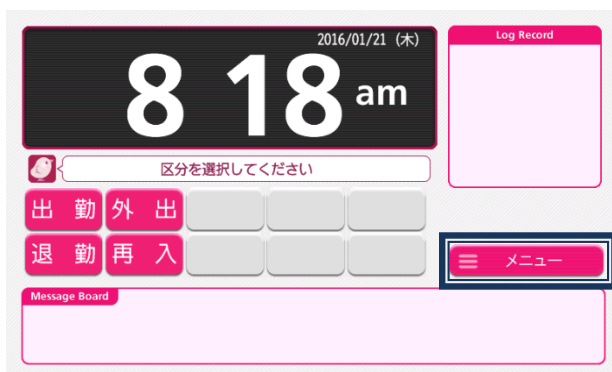 2016/01/21 (木)
8 18 am
Log Record
区分を選択してください
出 勤
外 出
退 勤
再 入
メニュー
Message Board